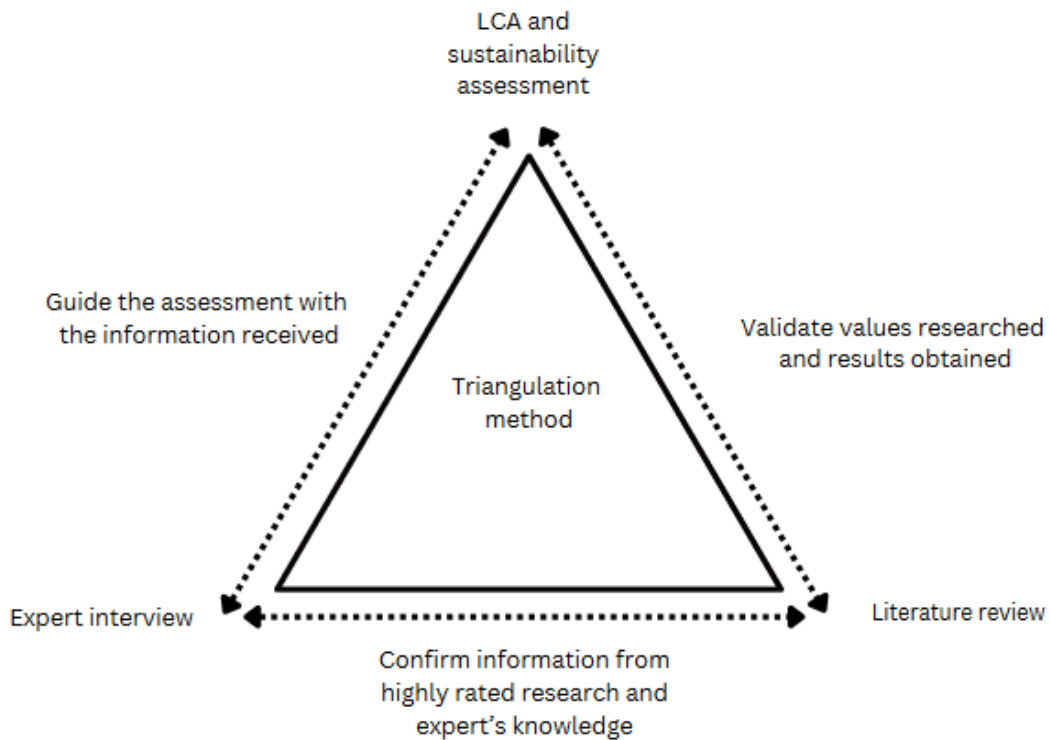 LCA and
sustainability
assessment
Guide the assessment with
the information received
Validate values researched
and results obtained
Triangulation
method
Expert interview
Literature review
Confirm information from
highly rated research and
expert’s knowledge